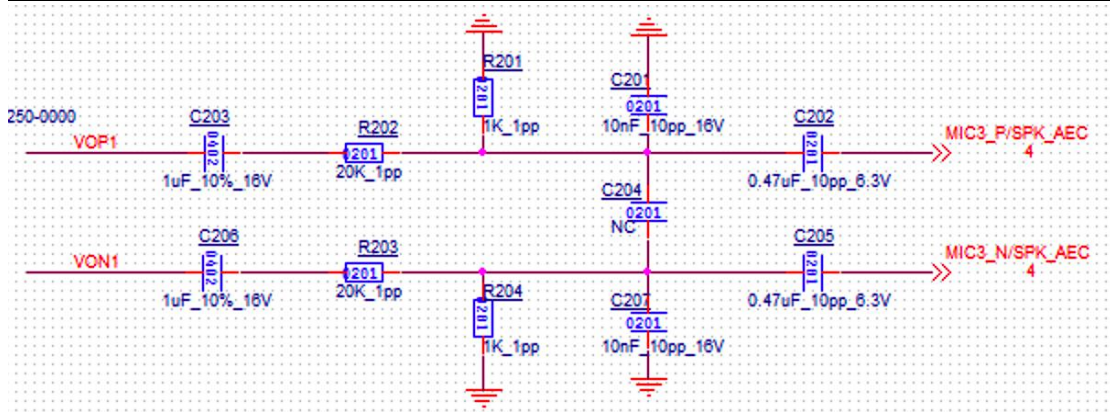 R201
C201
250-0000
C203
0201
0201
C202
MIC3_P/SPK_AEC
VOP1
R202
1K_1pp
10nF_10pp_16V
4
0402
0201
0201
1uF_10%_16V
20K_1pp
0.47uF_10pp_6.3V
C204
0201
NC
C206
R203
C205
MIC3_N/SPK_AEC
VON1
4
0402
0201
0201
1uF_10%_16V
20K_1pp
R204
C207
0.47uF_10pp_6.3V
0201
0201
1K_1pp
10nF_10pp_16V